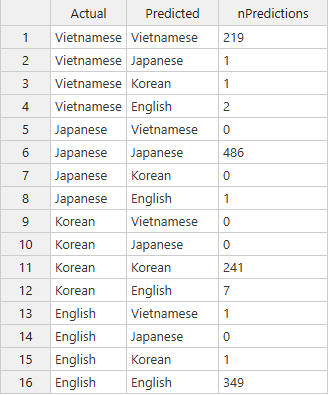 Actual Predicted nPredictions
1 Vietnamese Vietnamese 219
2 Vietnamese Japanese 1
3 Vietnamese Korean 1
4 Vietnamese English 2
5 Japanese Vietnamese 0
6 Japanese Japanese 486
7 Japanese Korean 0
8 Japanese English 1
9 Korean Vietnamese 0
10 Korean Japanese 0
11 Korean Korean 241
12 Korean English 7
13 English Vietnamese 1
14 English Japanese 0
15 English Korean 1
16 English English 349